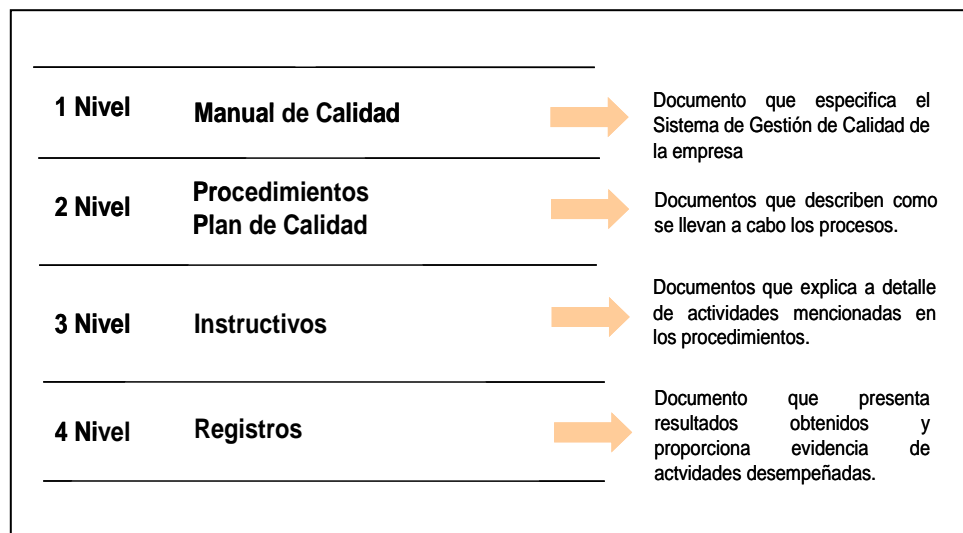 1 Nivel
Manual de Calidad
Documento que especifica el
Sistema de Gestión de Calidad de
la empresa
2 Nivel
Procedimientos
Plan de Calidad
Documentos que describen como
se llevan a cabo los procesos.
3 Nivel
Instructivos
Documentos que explica a detalle
de actividades mencionadas en
los procedimientos.
4 Nivel
Registros
Documento que presenta
resultados obtenidos y
proporciona evidencia de
actvidades desempeñadas.